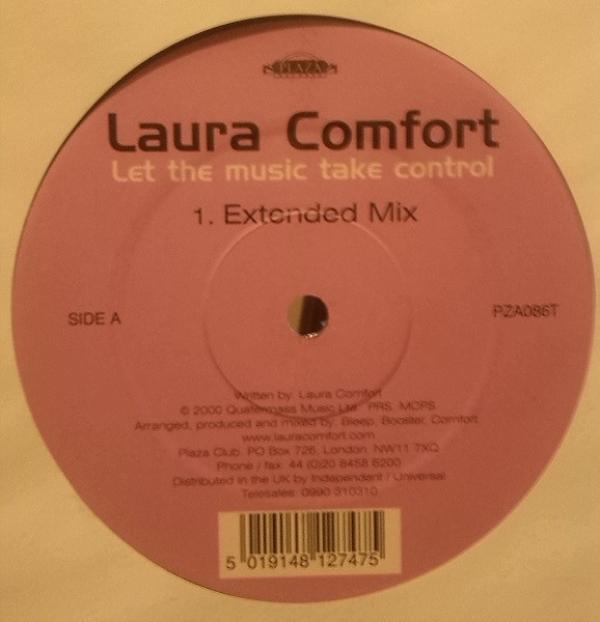 PLAZA
Laura Comfort
Let the music take control
1. Extended Mix
SIDE A
PZA086T
Written by: Laura Comfort
© 2000 Quatermass Music Ltd. PRS. MCPS.
Arranged, produced and mixed by: Bleep, Booster, Comfort
www.lauracomfort.com
Plaza Club. PO Box 726, London. NW11 7XQ
Phone / fax: 44 (0)20 8458 6200
Distributed in the UK by Independent / Universal
Telesales: 0990 310310
5 019148 127475